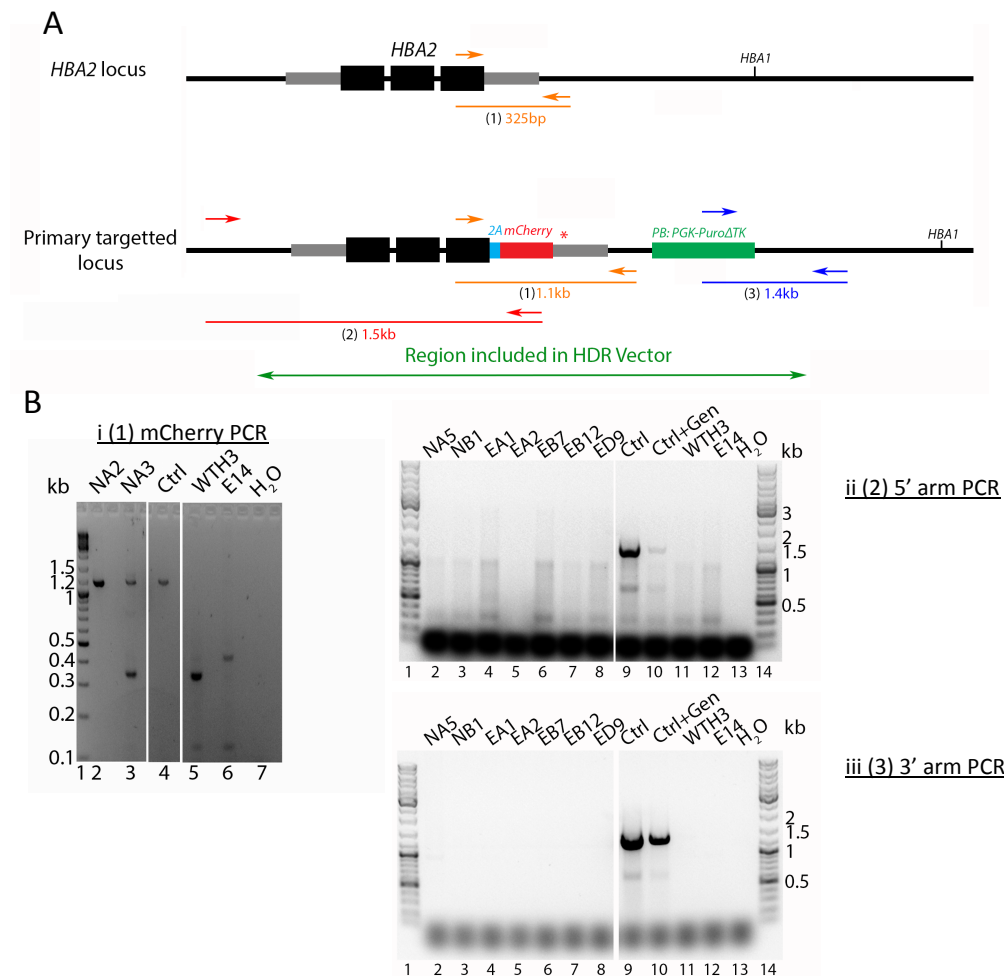 A
HBA2 locus
HBA2
HBA1
(1) 325bp
Primary targetted
locus
2A mCherry *
PB: PGK-PuroΔTK
HBA1
(1)1.1kb
(3) 1.4kb
(2) 1.5kb
Region included in HDR Vector
B
i (1) mCherry PCR
kb NA2 NA3 Ctrl WTH3 E14 H2O
1.5
1.2
1
0.5
0.4
0.3
0.2
0.1
1 2 3 4 5 6 7
NA5 NB1 EA1 EA2 EB7 EB12 ED9 Ctrl Ctrl+Gen WTH3 E14 H2O kb
ii (2) 5' arm PCR
3
2
1.5
1
0.5
1 2 3 4 5 6 7 8 9 10 11 12 13 14
NA5 NB1 EA1 EA2 EB7 EB12 ED9 Ctrl Ctrl+Gen WTH3 E14 H2O kb
iii (3) 3' arm PCR
2
1.5
1
0.5
1 2 3 4 5 6 7 8 9 10 11 12 13 14